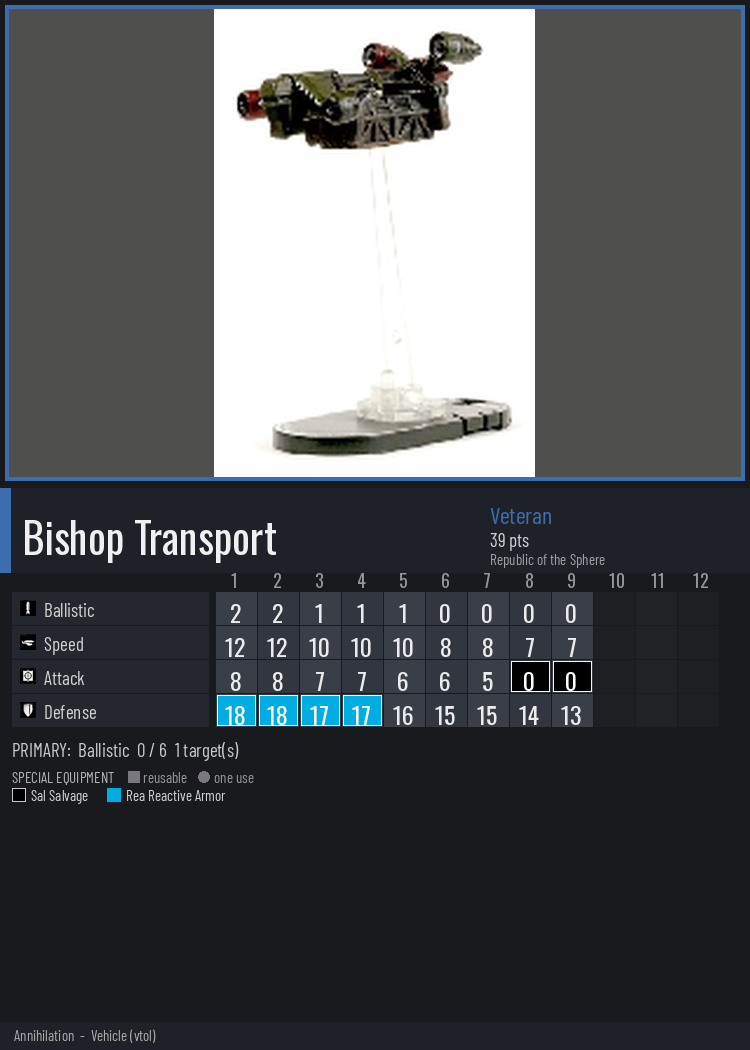 Bishop Transport
Veteran
39 pts
Republic of the Sphere
1 2 3 4 5 6 7 8 9 10 11 12
Ballistic 2 2 1 1 1 0 0 0 0
Speed 12 12 10 10 10 8 8 7 7
Attack 8 8 7 7 6 6 5 0 0
Defense 18 18 17 17 16 15 15 14 13
PRIMARY: Ballistic 0 / 6 1 target(s)
SPECIAL EQUIPMENT reusable one use
Sal Salvage Rea Reactive Armor
Annihilation - Vehicle (vtol)